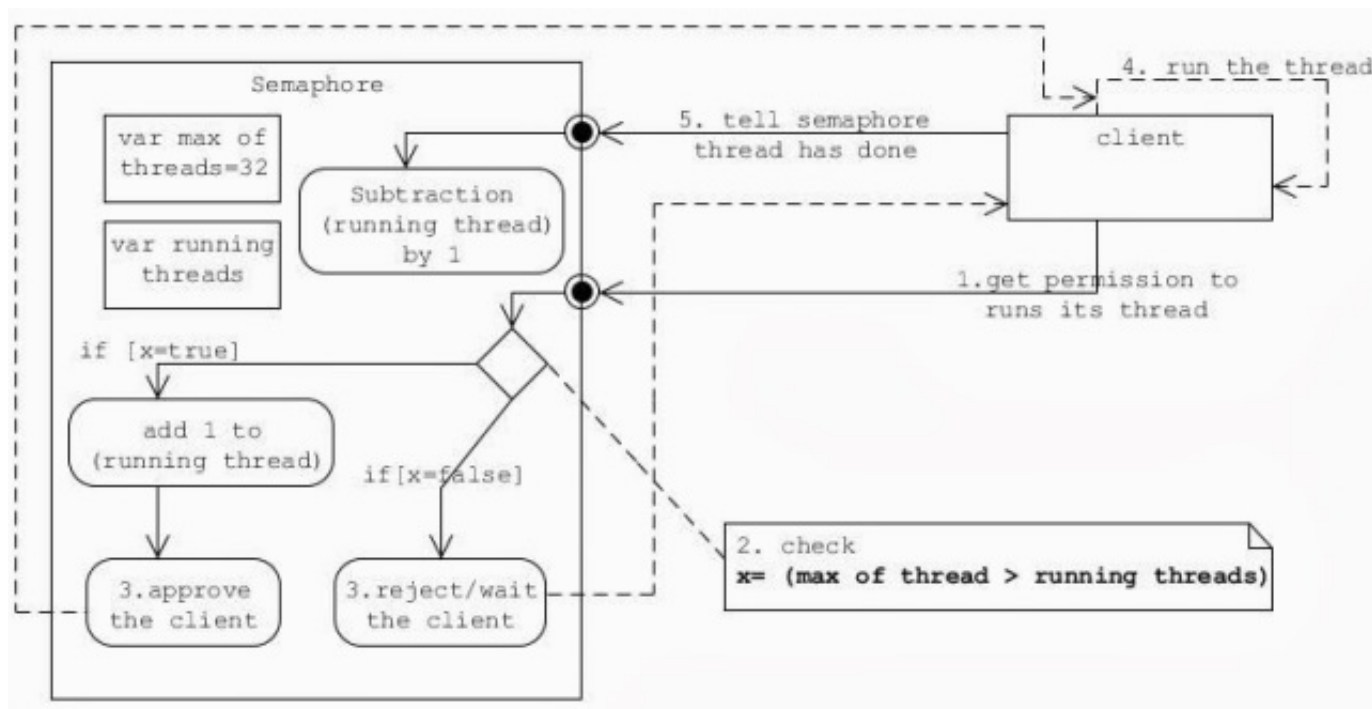 Semaphore
var max of
threads=32
var running
threads
Subtraction
(running thread)
by 1
5. tell semaphore
thread has done
4. run the thread
client
1.get permission to
runs its thread
if [x=true]
add 1 to
(running thread)
if[x=false]
3.approve
the client
3.reject/wait
the client
2. check
x= (max of thread > running threads)